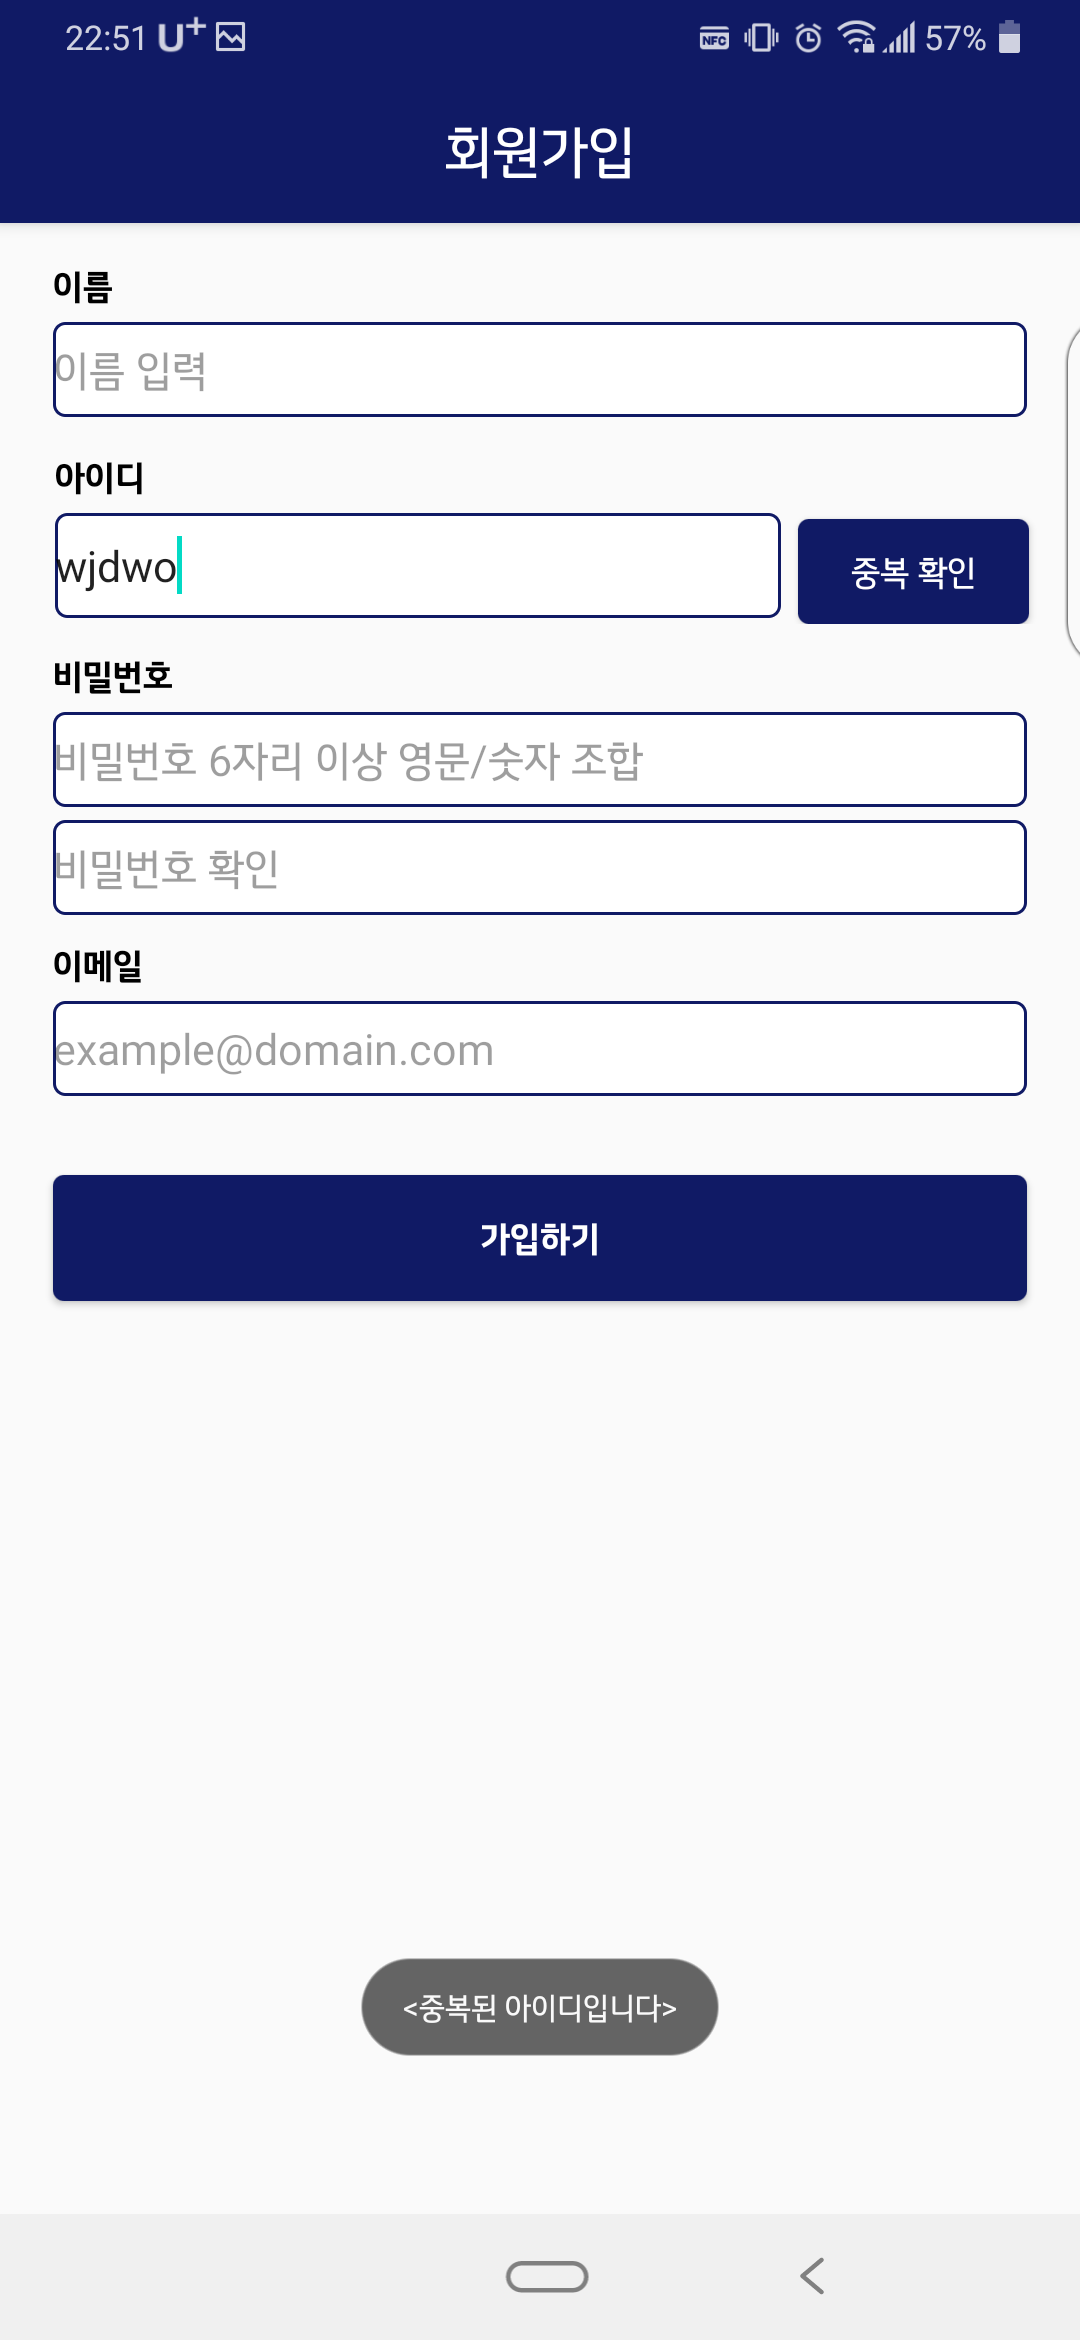 22:51 U+ NFC 57%
회원가입
이름
이름 입력
아이디
wjdwo
중복 확인
비밀번호
비밀번호 6자리 이상 영문/숫자 조합
비밀번호 확인
이메일
example@domain.com
가입하기
<중복된 아이디입니다>